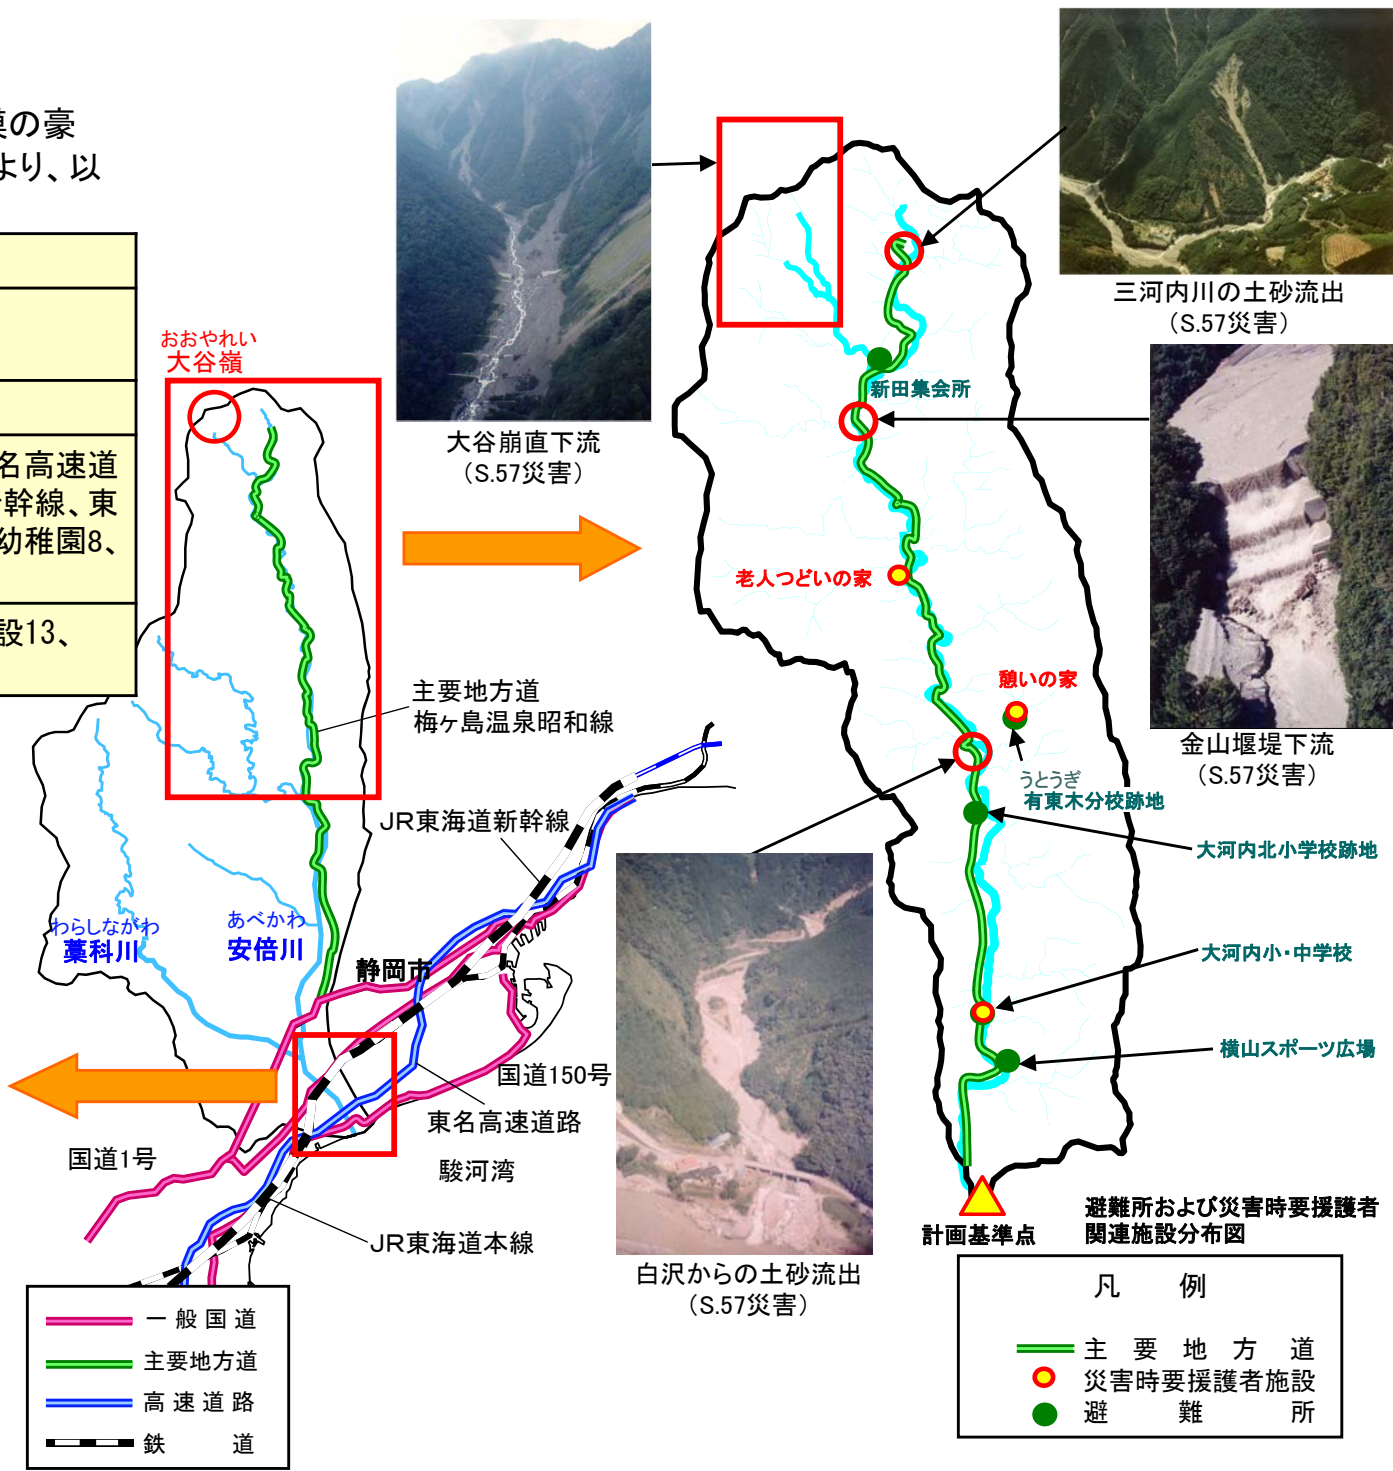 模の豪
より、以
名高速道
幹線、東
幼稚園8、
設13、
おおやれい
大谷嶺
大谷崩直下流
(S.57災害)
三河内川の土砂流出
(S.57災害)
新田集会所
老人つどいの家
憩いの家
金山堰堤下流
(S.57災害)
うとうぎ
有東木分校跡地
大河内北小学校跡地
大河内小・中学校
横山スポーツ広場
主要地方道
梅ヶ島温泉昭和線
JR東海道新幹線
わらしながわ
藁科川
あべかわ
安倍川
静岡市
国道150号
東名高速道路
国道1号
駿河湾
JR東海道本線
白沢からの土砂流出
(S.57災害)
計画基準点
避難所および災害時要援護者
関連施設分布図
一般国道
主要地方道
高速道路
鉄道
凡例
主要地方道
災害時要援護者施設
避難所